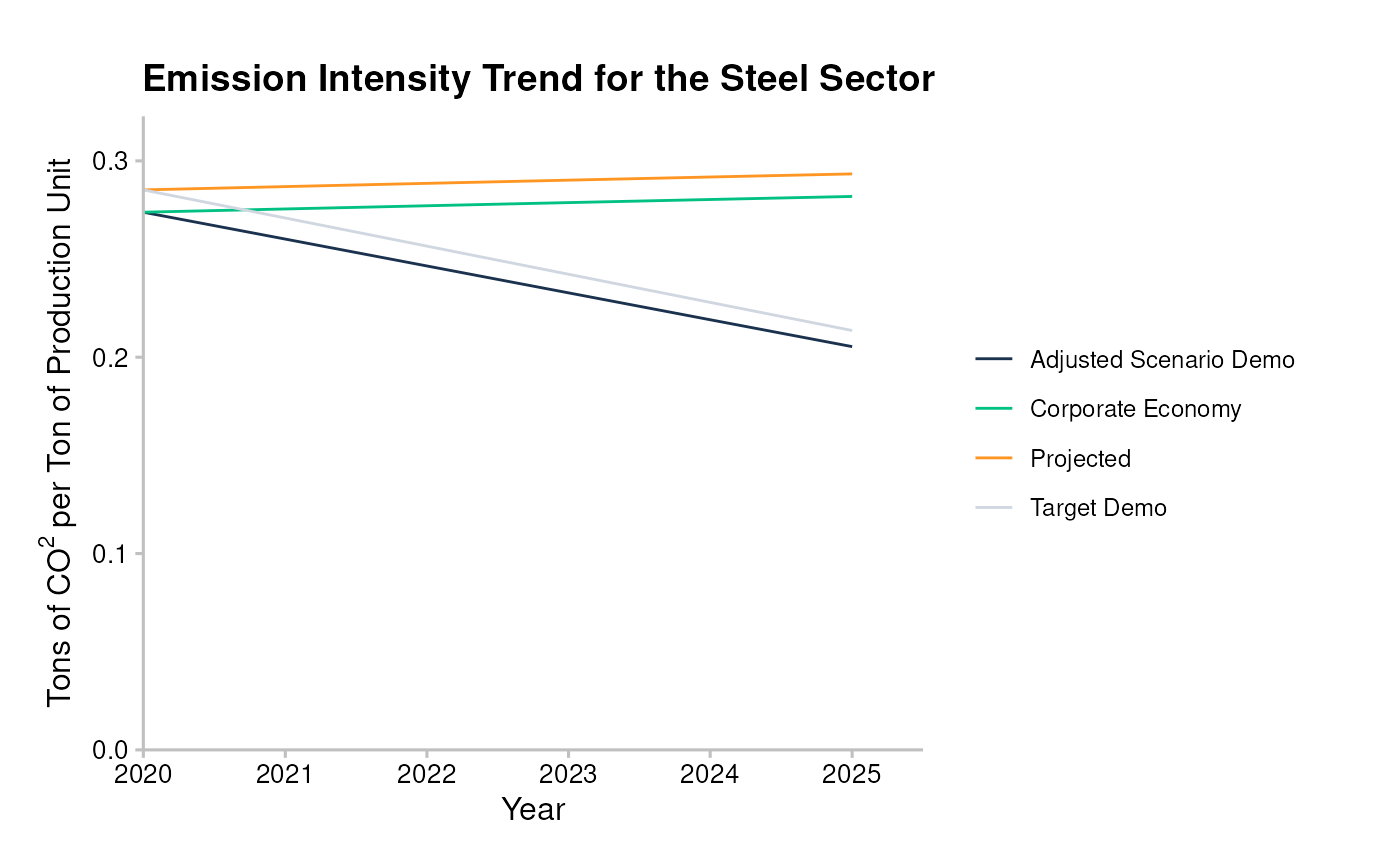 Emission Intensity Trend for the Steel Sector
Tons of CO² per Ton of Production Unit
0.3
0.2
0.1
0.0
2020 2021 2022 2023 2024 2025
Year
Adjusted Scenario Demo
Corporate Economy
Projected
Target Demo